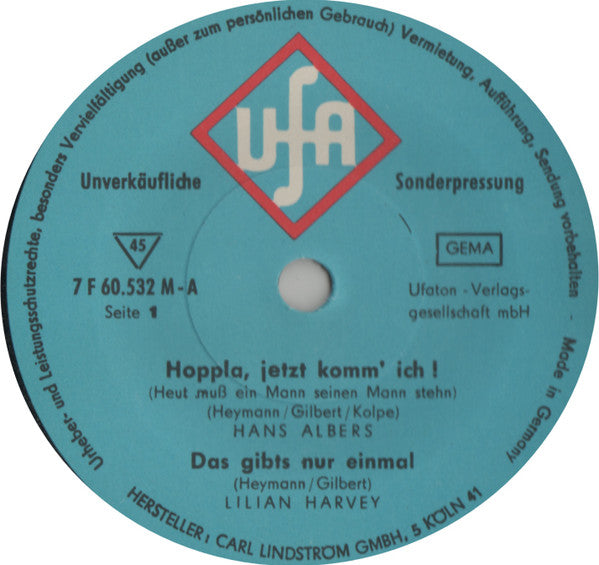 Urheber- und Leistungsschutzrechte, besonders Vervielfältigung (außer zum persönlichen Gebrauch) Vermietung, Aufführung, Sendung vorbehalten · Made in Germany
UFA
Unverkäufliche Sonderpressung
45
GEMA
7 F 60.532 M-A
Seite 1
Ufaton - Verlags-
gesellschaft mbH
Hoppla, jetzt komm' ich !
(Heut muß ein Mann seinen Mann stehn)
(Heymann/Gilbert/Kolpe)
HANS ALBERS
Das gibts nur einmal
(Heymann/Gilbert)
LILIAN HARVEY
HERSTELLER: CARL LINDSTRÖM GMBH, 5 KÖLN 41